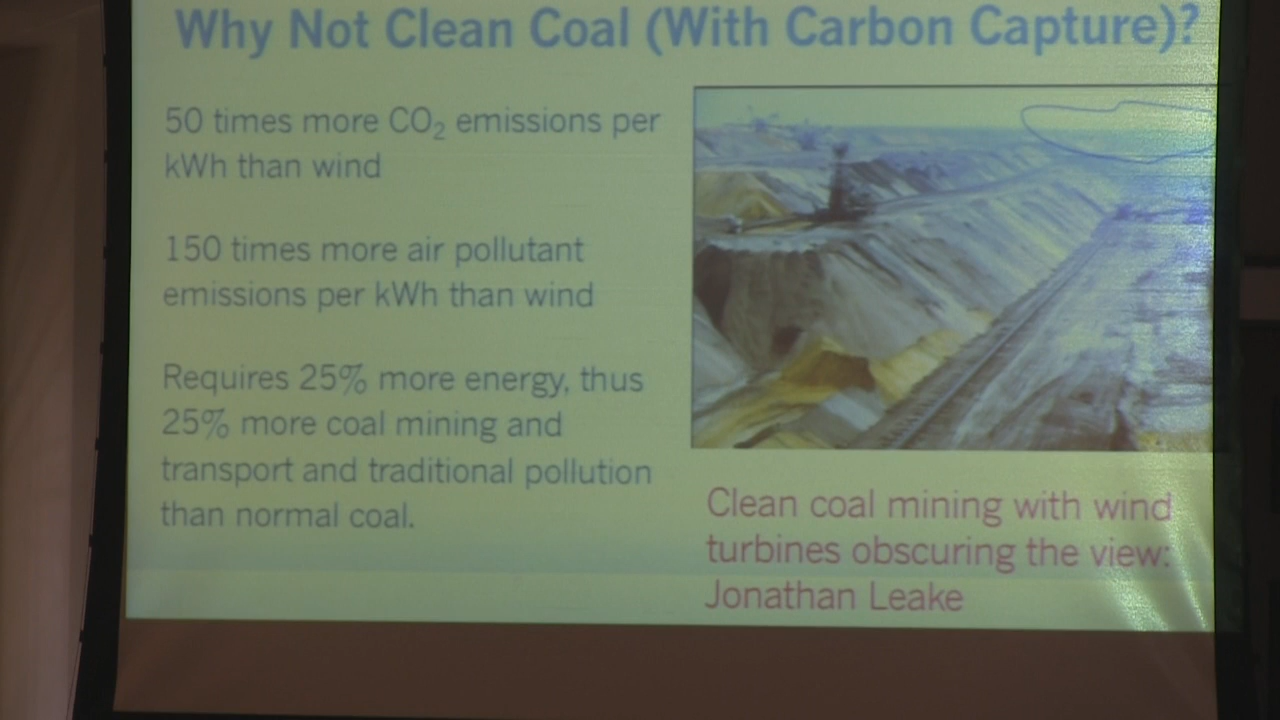 Why Not Clean Coal (With Carbon Capture)?
50 times more CO₂ emissions per
kWh than wind
150 times more air pollutant
emissions per kWh than wind
Requires 25% more energy, thus
25% more coal mining and
transport and traditional pollution
than normal coal.
Clean coal mining with wind
turbines obscuring the view:
Jonathan Leake